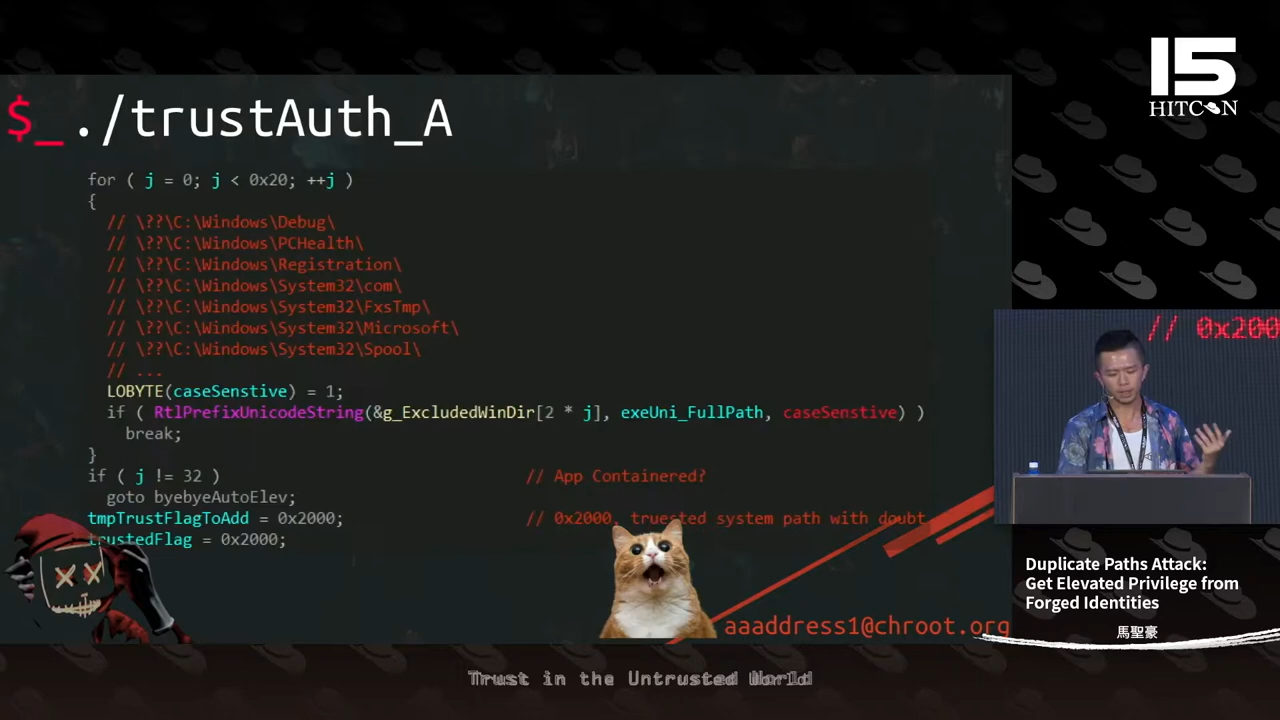 15
HITCON
$_ ./trustAuth_A
for ( j = 0; j < 0x20; ++j )
{
// \??\C:\Windows\Debug\
// \??\C:\Windows\PCHealth\
// \??\C:\Windows\Registration\
// \??\C:\Windows\System32\com\
// \??\C:\Windows\System32\FxsTmp\
// \??\C:\Windows\System32\Microsoft\
// \??\C:\Windows\System32\Spool\
// ...
LOBYTE(caseSenstive) = 1;
if ( RtlPrefixUnicodeString(&g_ExcludedWinDir[2 * j], exeUni_FullPath, caseSenstive) )
break;
}
if ( j != 32 ) // App Containered?
goto byebyeAutoElev;
tmpTrustFlagToAdd = 0x2000; // 0x2000, truested system path with doubt
trustedFlag = 0x2000;
aaaddress1@chroot.org
// 0x200
Duplicate Paths Attack:
Get Elevated Privilege from
Forged Identities
馬聖豪
Trust in the Untrusted World